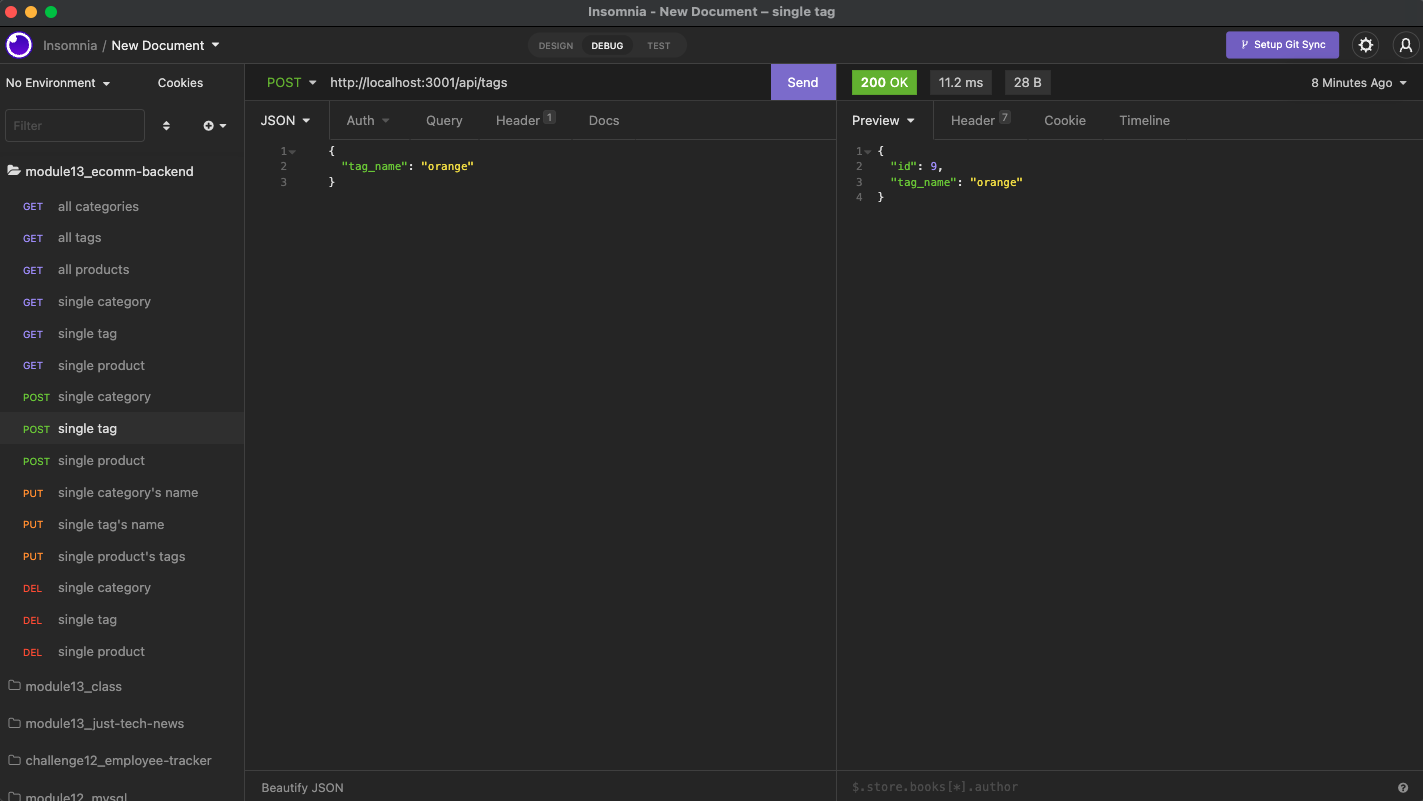 Insomnia - New Document – single tag
Insomnia / New Document
DESIGN DEBUG TEST
Setup Git Sync
No Environment Cookies
Filter
module13_ecomm-backend
GET all categories
GET all tags
GET all products
GET single category
GET single tag
GET single product
POST single category
POST single tag
POST single product
PUT single category's name
PUT single tag's name
PUT single product's tags
DEL single category
DEL single tag
DEL single product
module13_class
module13_just-tech-news
challenge12_employee-tracker
module12_mysql
POST http://localhost:3001/api/tags Send
JSON Auth Query Header 1 Docs
1 {
2 "tag_name": "orange"
3 }
Beautify JSON
200 OK 11.2 ms 28 B 8 Minutes Ago
Preview Header 7 Cookie Timeline
1 {
2 "id": 9,
3 "tag_name": "orange"
4 }
$.store.books[*].author ?